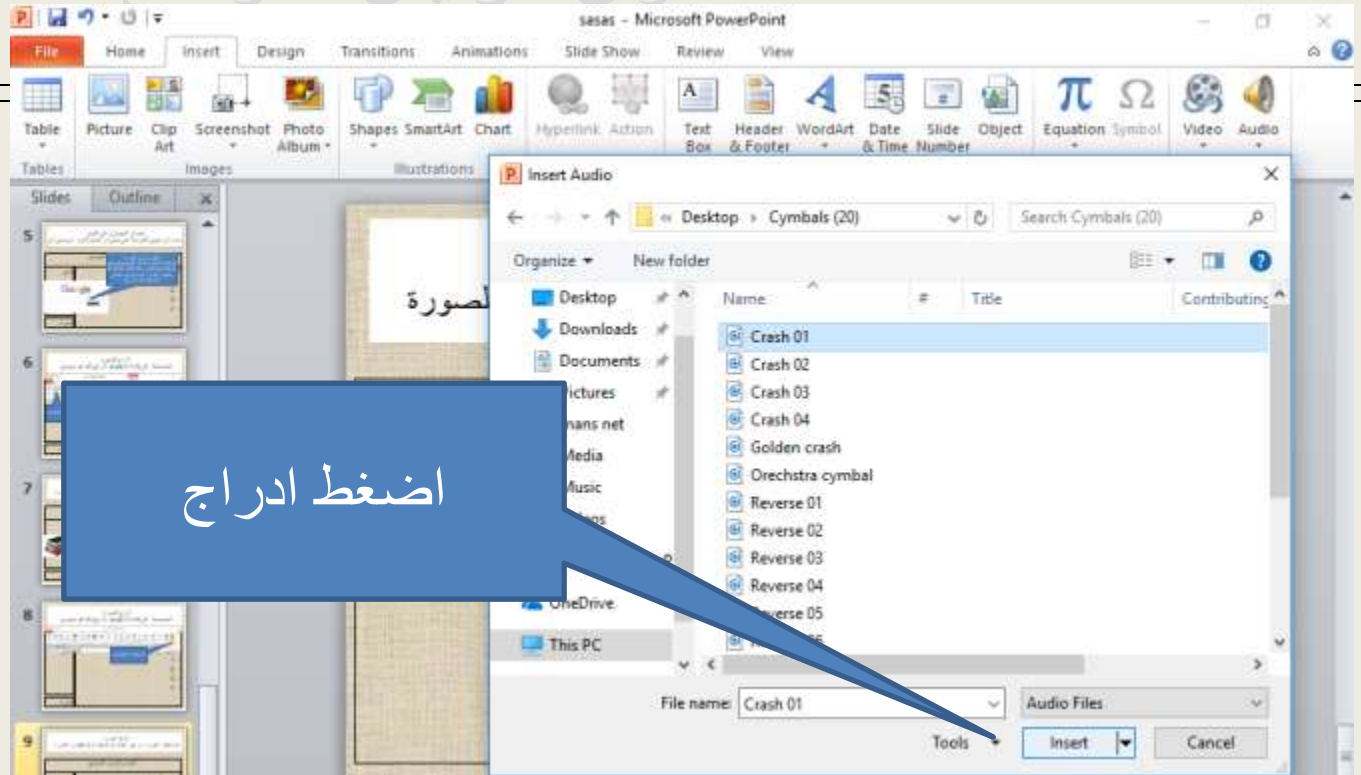 sasas - Microsoft PowerPoint
File Home Insert Design Transitions Animations Slide Show Review View
Table Picture Clip Art Screenshot Photo Album Shapes SmartArt Chart Hyperlink Action Text Box Header & Footer WordArt Date & Time Slide Number Object Equation Symbol Video Audio
Tables Images Illustrations
Insert Audio
Slides Outline
« Desktop › Cymbals (20)
Search Cymbals (20)
Organize New folder
Name # Title Contributing
Desktop
Downloads
Documents
Music
OneDrive
This PC
Crash 01
Crash 02
Crash 03
Crash 04
Golden crash
Orechstra cymbal
Reverse 01
Reverse 02
Reverse 03
Reverse 04
Reverse 05
اضغط ادراج
5
6
7
8
9
File name: Crash 01 Audio Files
Tools Insert Cancel